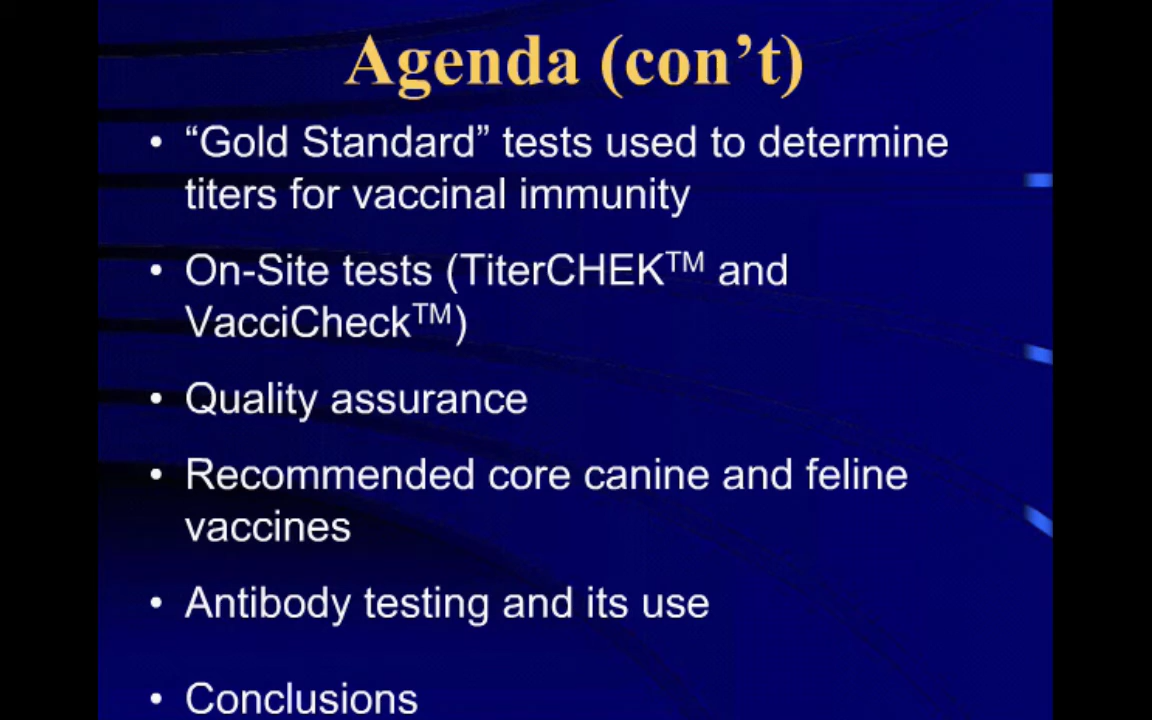 Agenda (con’t)
• “Gold Standard” tests used to determine
titers for vaccinal immunity
• On-Site tests (TiterCHEK™ and
VacciCheck™)
• Quality assurance
• Recommended core canine and feline
vaccines
• Antibody testing and its use
• Conclusions